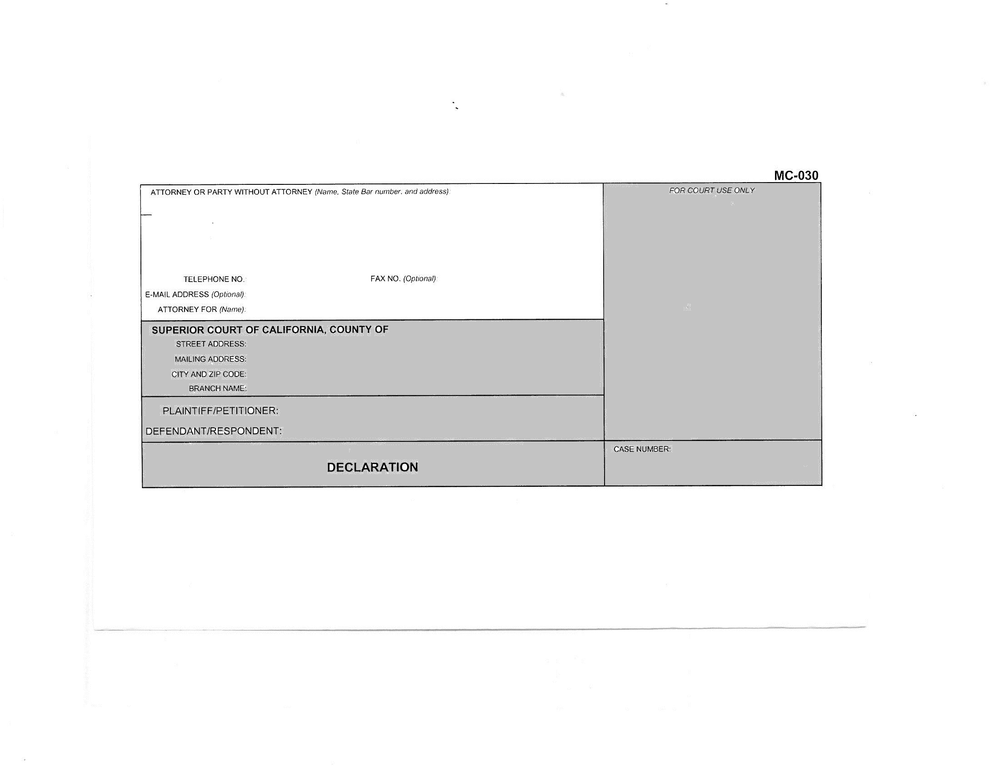 MC-030
ATTORNEY OR PARTY WITHOUT ATTORNEY (Name, State Bar number, and address):
FOR COURT USE ONLY
TELEPHONE NO.: FAX NO. (Optional):
E-MAIL ADDRESS (Optional):
ATTORNEY FOR (Name):
SUPERIOR COURT OF CALIFORNIA, COUNTY OF
STREET ADDRESS:
MAILING ADDRESS:
CITY AND ZIP CODE:
BRANCH NAME:
PLAINTIFF/PETITIONER:
DEFENDANT/RESPONDENT:
DECLARATION
CASE NUMBER: